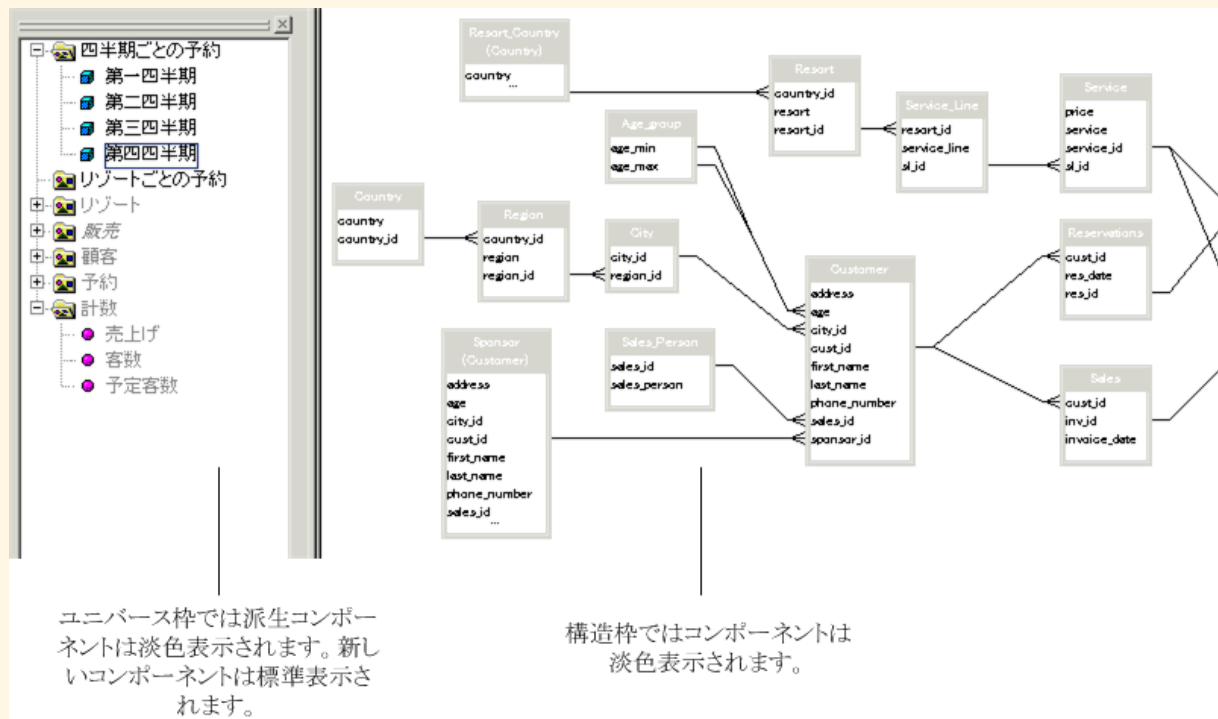 四半期ごとの予約
第一四半期
第二四半期
第三四半期
第四四半期
リゾートごとの予約
リゾート
販売
顧客
予約
計数
売上げ
客数
予定客数
Resort_Country
(Country)
country
...
Resort
country_id
resort
resort_id
Service_Line
resort_id
service_line
sl_id
Service
price
service
service_id
sl_id
Age_group
age_min
age_max
Country
country
country_id
Region
country_id
region
region_id
City
city_id
region_id
Customer
address
age
city_id
cust_id
first_name
last_name
phone_number
sales_id
sponsor_id
Reservations
cust_id
res_date
res_id
Sponsor
(Customer)
address
age
city_id
cust_id
first_name
last_name
phone_number
sales_id
...
Sales_Person
sales_id
sales_person
Sales
cust_id
inv_id
invoice_date
ユニバース枠では派生コンポー
ネントは淡色表示されます。新し
いコンポーネントは標準表示さ
れます。
構造枠ではコンポーネントは
淡色表示されます。